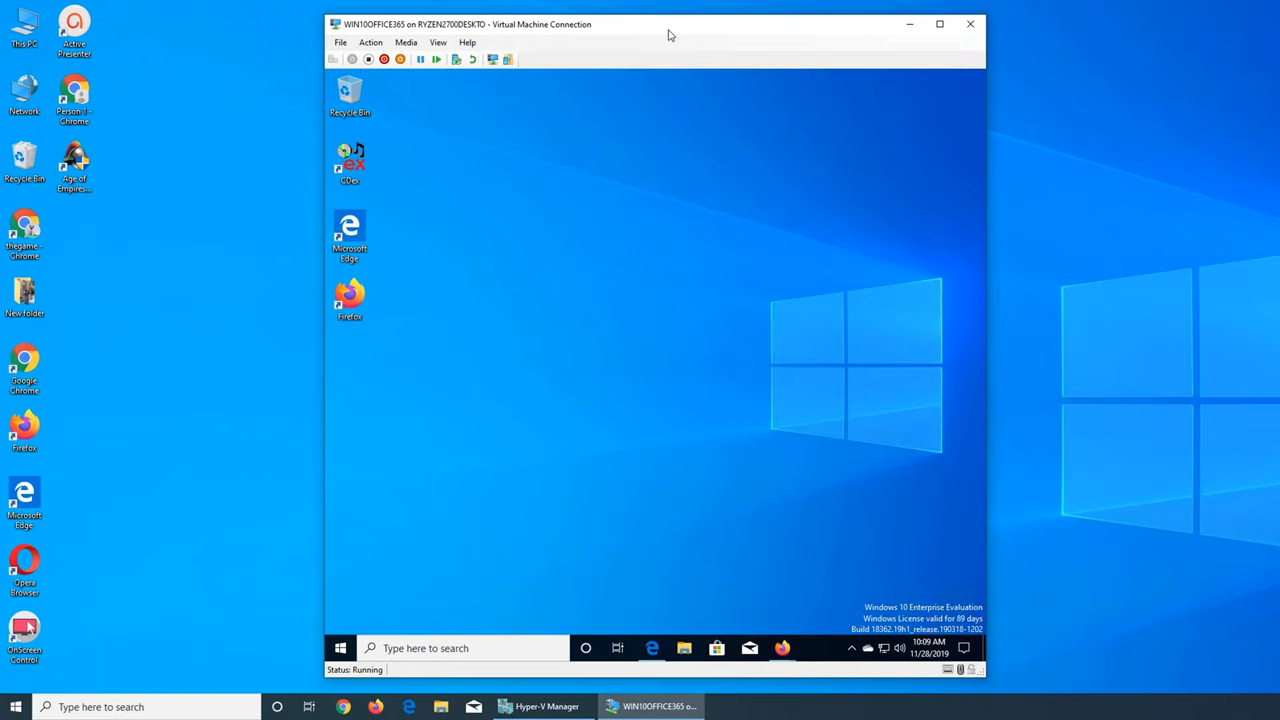 WIN10OFFICE365 on RYZEN2700DESKTO - Virtual Machine Connection
File Action Media View Help
This PC
Active
Presenter
Network
Person 1 -
Chrome
Recycle Bin
Age of
Empires...
thegame -
Chrome
New folder
Google
Chrome
Firefox
Microsoft
Edge
Opera
Browser
OnScreen
Control
Recycle Bin
ex
CDex
Microsoft
Edge
Firefox
Windows 10 Enterprise Evaluation
Windows License valid for 89 days
Build 18362.19h1_release.190318-1202
Type here to search
10:09 AM
11/28/2019
Status: Running
Type here to search
Hyper-V Manager
WIN10OFFICE365 o...